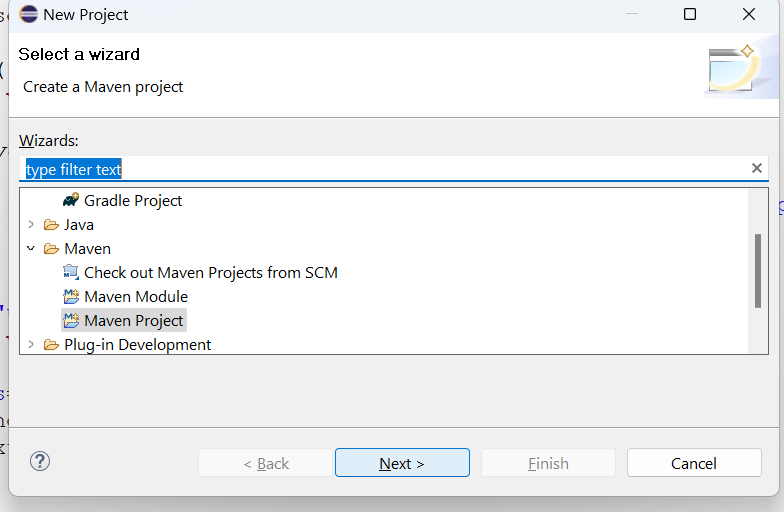 New Project
Select a wizard
Create a Maven project
Wizards:
type filter text
Gradle Project
Java
Maven
Check out Maven Projects from SCM
Maven Module
Maven Project
Plug-in Development
< Back
Next >
Finish
Cancel